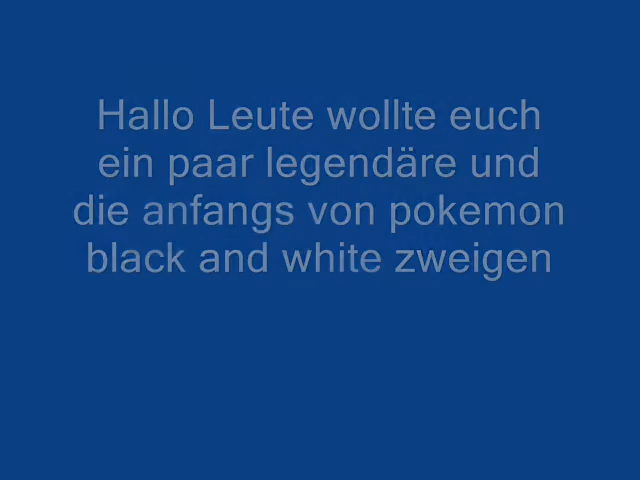 Hallo Leute wollte euch
ein paar legendäre und
die anfangs von pokemon
black and white zweigen